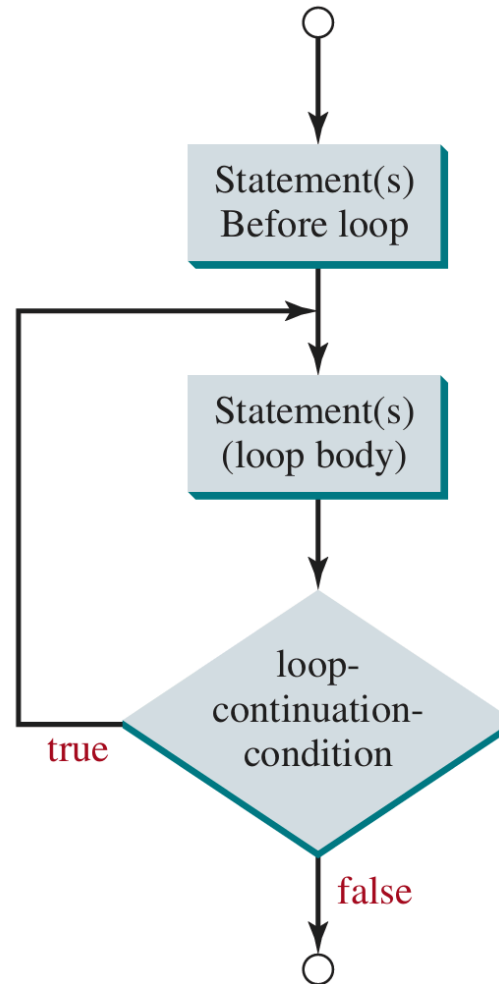 Statement(s)
Before loop
Statement(s)
(loop body)
loop-
continuation-
condition
true
false